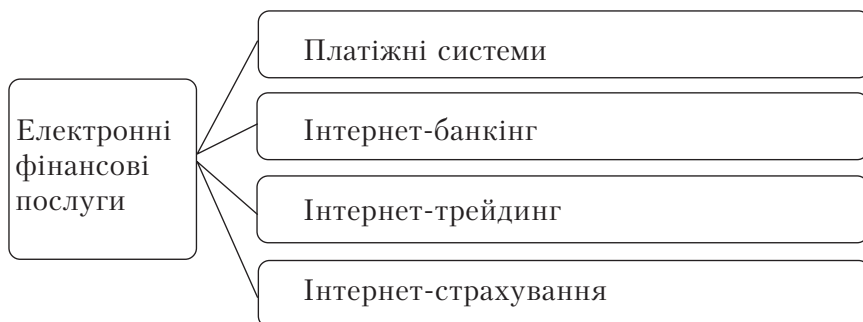 Платіжні системи
Електронні
фінансові
послуги
Інтернет-банкінг
Інтернет-трейдинг
Інтернет-страхування